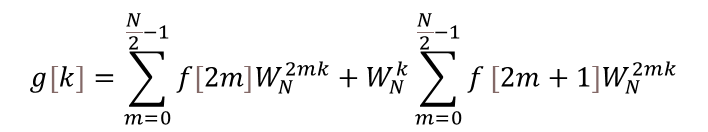 g[k] = \sum_{m=0}^{\frac{N}{2}-1} f[2m]W_N^{2mk} + W_N^k \sum_{m=0}^{\frac{N}{2}-1} f[2m+1]W_N^{2mk}